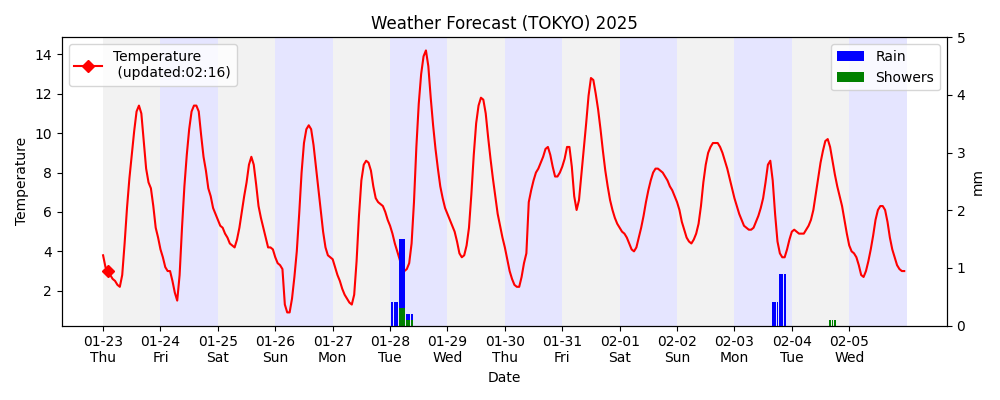 Weather Forecast (TOKYO) 2025
Temperature
(updated:02:16)
Rain
Showers
Temperature
14
12
10
8
6
4
2
5
4
3
2
1
0
mm
01-23 01-24 01-25 01-26 01-27 01-28 01-29 01-30 01-31 02-01 02-02 02-03 02-04 02-05
Thu Fri Sat Sun Mon Tue Wed Thu Fri Sat Sun Mon Tue Wed
Date